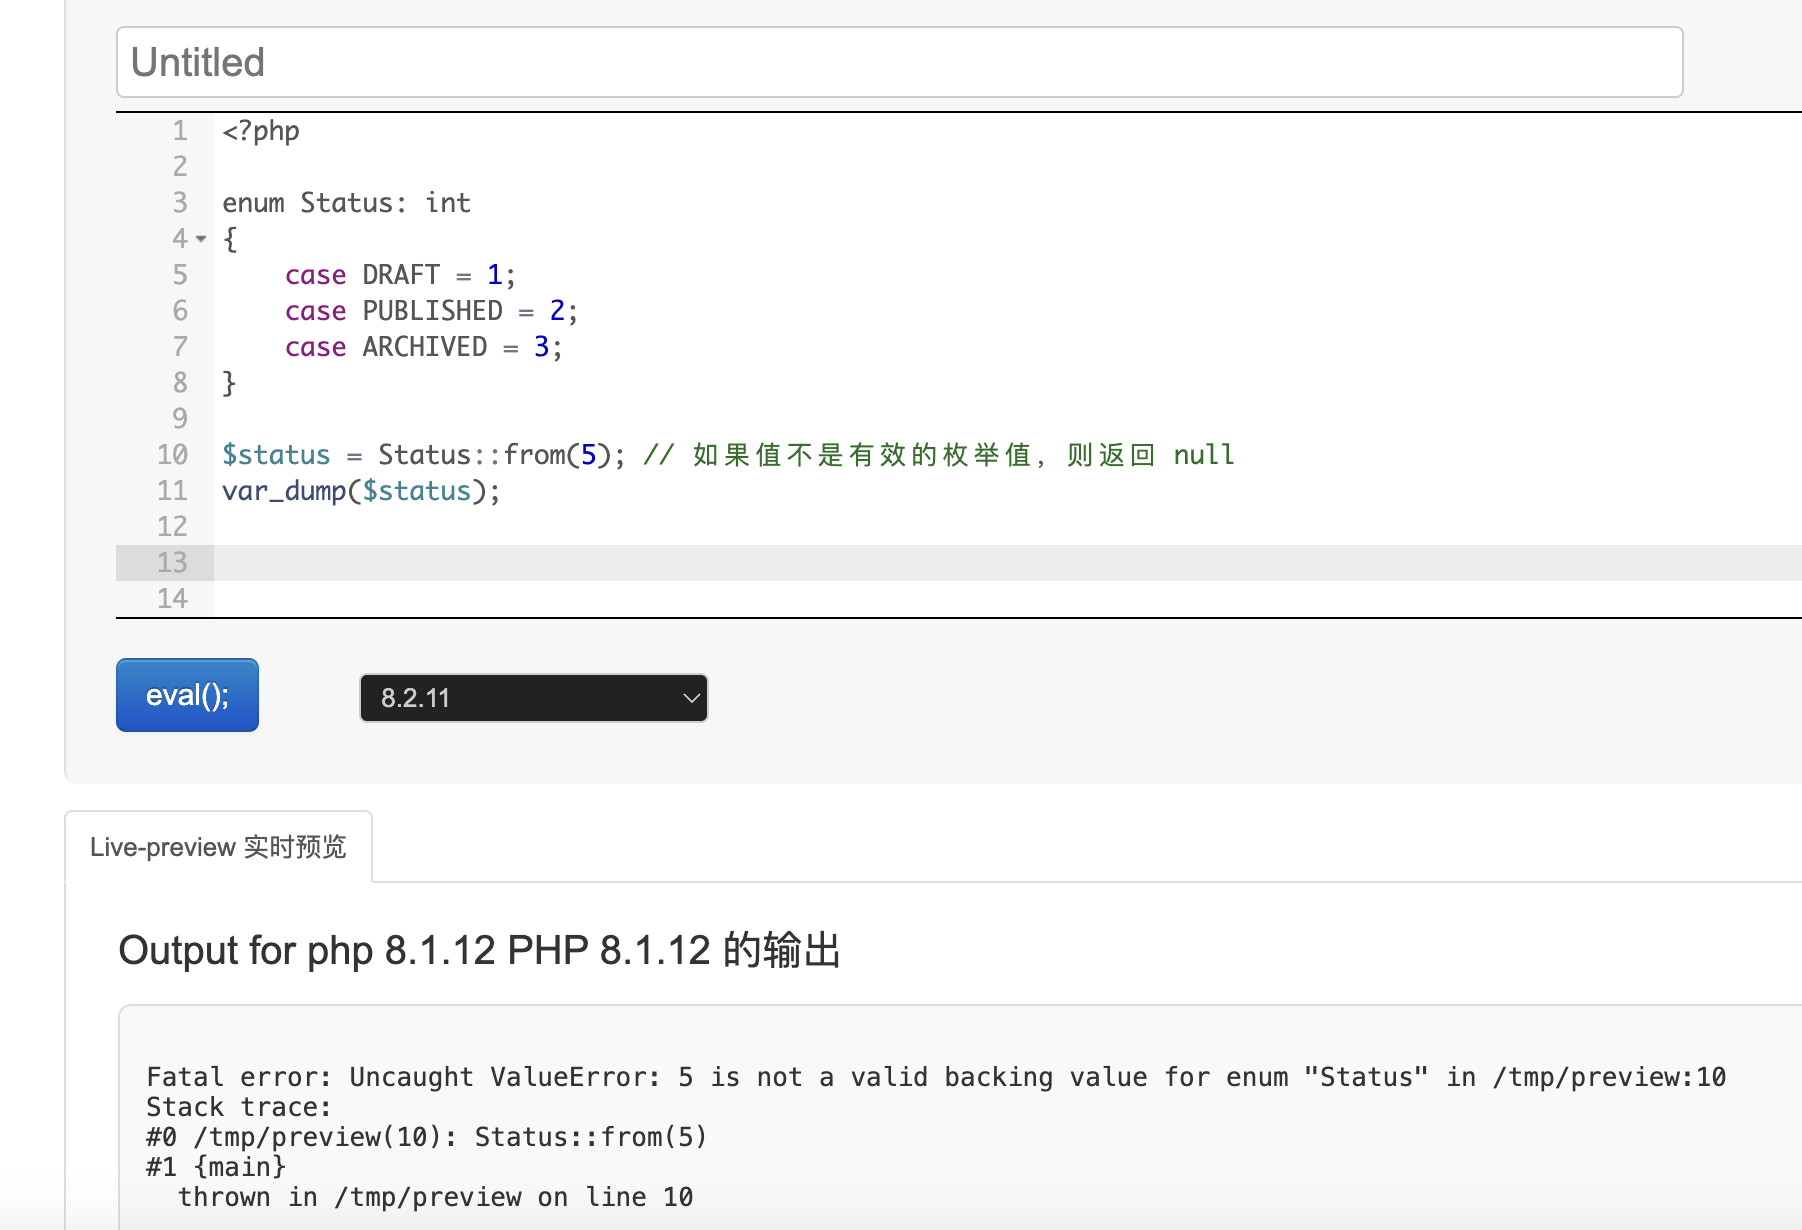 Untitled
1 <?php
2
3 enum Status: int
4 {
5     case DRAFT = 1;
6     case PUBLISHED = 2;
7     case ARCHIVED = 3;
8 }
9
10 $status = Status::from(5); // 如果值不是有效的枚举值，则返回 null
11 var_dump($status);
12
13
14
eval(); 8.2.11
Live-preview 实时预览
Output for php 8.1.12 PHP 8.1.12 的输出
Fatal error: Uncaught ValueError: 5 is not a valid backing value for enum "Status" in /tmp/preview:10
Stack trace:
#0 /tmp/preview(10): Status::from(5)
#1 {main}
  thrown in /tmp/preview on line 10